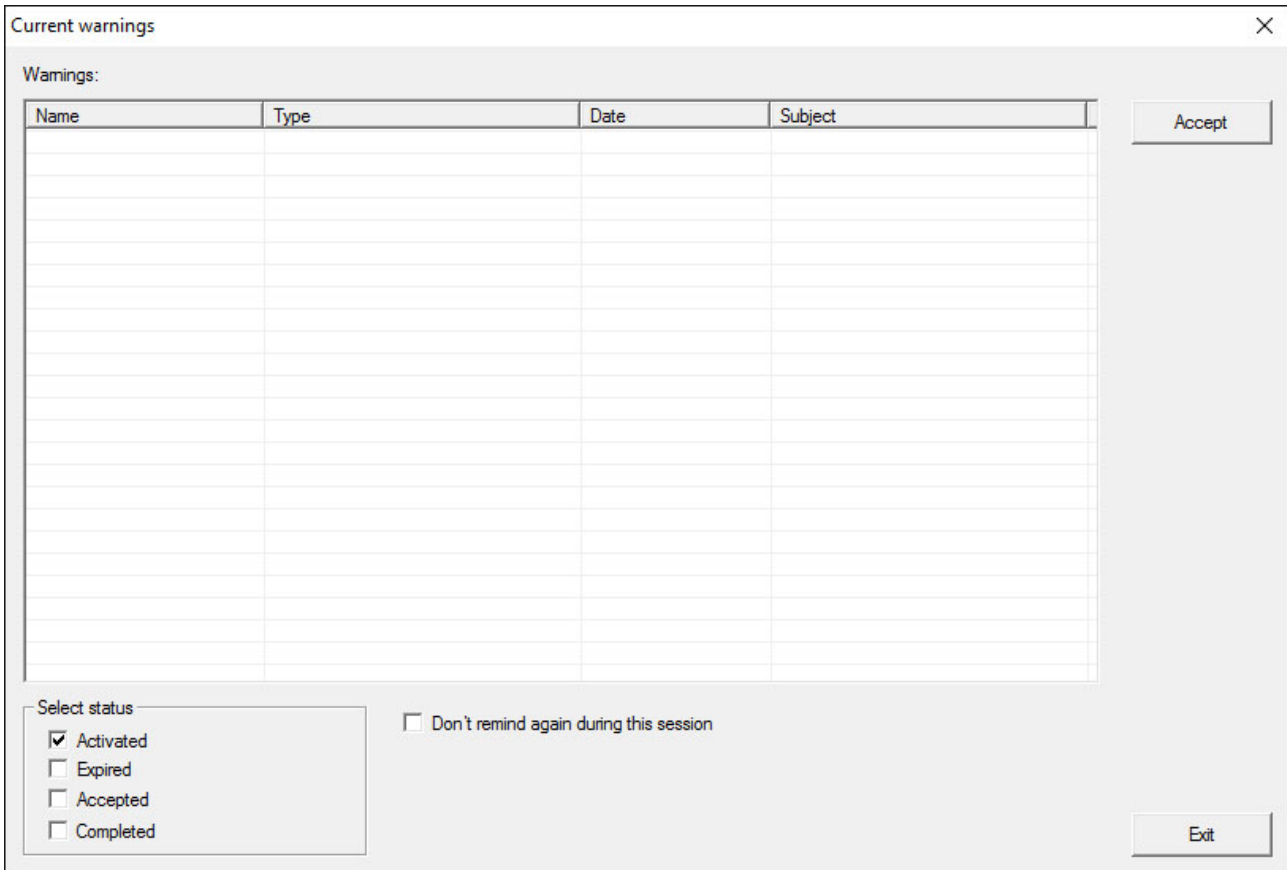 Current warnings
Warnings:
Name Type Date Subject
Accept
Select status
Activated
Expired
Accepted
Completed
Don't remind again during this session
Exit